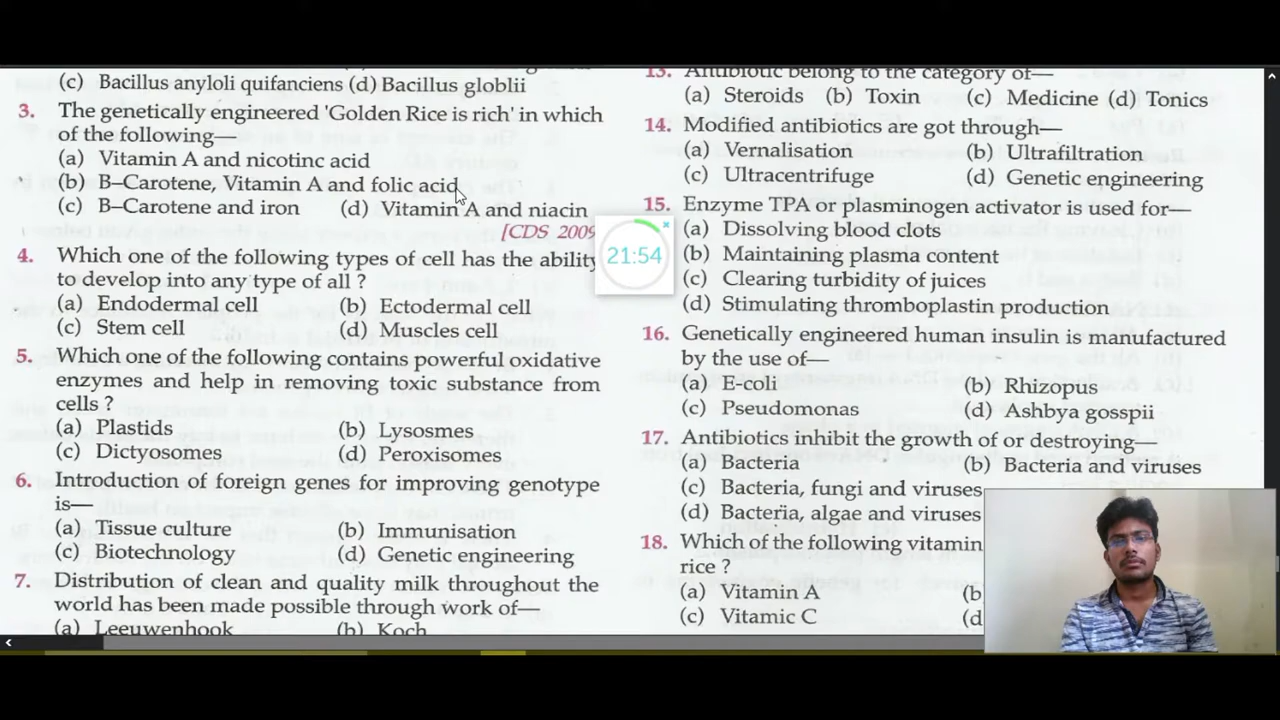 (c) Bacillus anyloli quifanciens (d) Bacillus globlii
3. The genetically engineered 'Golden Rice is rich' in which
of the following—
(a) Vitamin A and nicotinc acid
(b) B–Carotene, Vitamin A and folic acid
(c) B–Carotene and iron (d) Vitamin A and niacin
[CDS 2009
4. Which one of the following types of cell has the ability
to develop into any type of all ?
(a) Endodermal cell (b) Ectodermal cell
(c) Stem cell (d) Muscles cell
5. Which one of the following contains powerful oxidative
enzymes and help in removing toxic substance from
cells ?
(a) Plastids (b) Lysosmes
(c) Dictyosomes (d) Peroxisomes
6. Introduction of foreign genes for improving genotype
is—
(a) Tissue culture (b) Immunisation
(c) Biotechnology (d) Genetic engineering
7. Distribution of clean and quality milk throughout the
world has been made possible through work of—
(a) Leeuwenhook (b) Koch
13. Antibiotic belong to the category of—
(a) Steroids (b) Toxin (c) Medicine (d) Tonics
14. Modified antibiotics are got through—
(a) Vernalisation (b) Ultrafiltration
(c) Ultracentrifuge (d) Genetic engineering
15. Enzyme TPA or plasminogen activator is used for—
(a) Dissolving blood clots
(b) Maintaining plasma content
(c) Clearing turbidity of juices
(d) Stimulating thromboplastin production
16. Genetically engineered human insulin is manufactured
by the use of—
(a) E-coli (b) Rhizopus
(c) Pseudomonas (d) Ashbya gosspii
17. Antibiotics inhibit the growth of or destroying—
(a) Bacteria (b) Bacteria and viruses
(c) Bacteria, fungi and viruses
(d) Bacteria, algae and viruses
18. Which of the following vitamin
rice ?
(a) Vitamin A (b
(c) Vitamic C (d
21:54